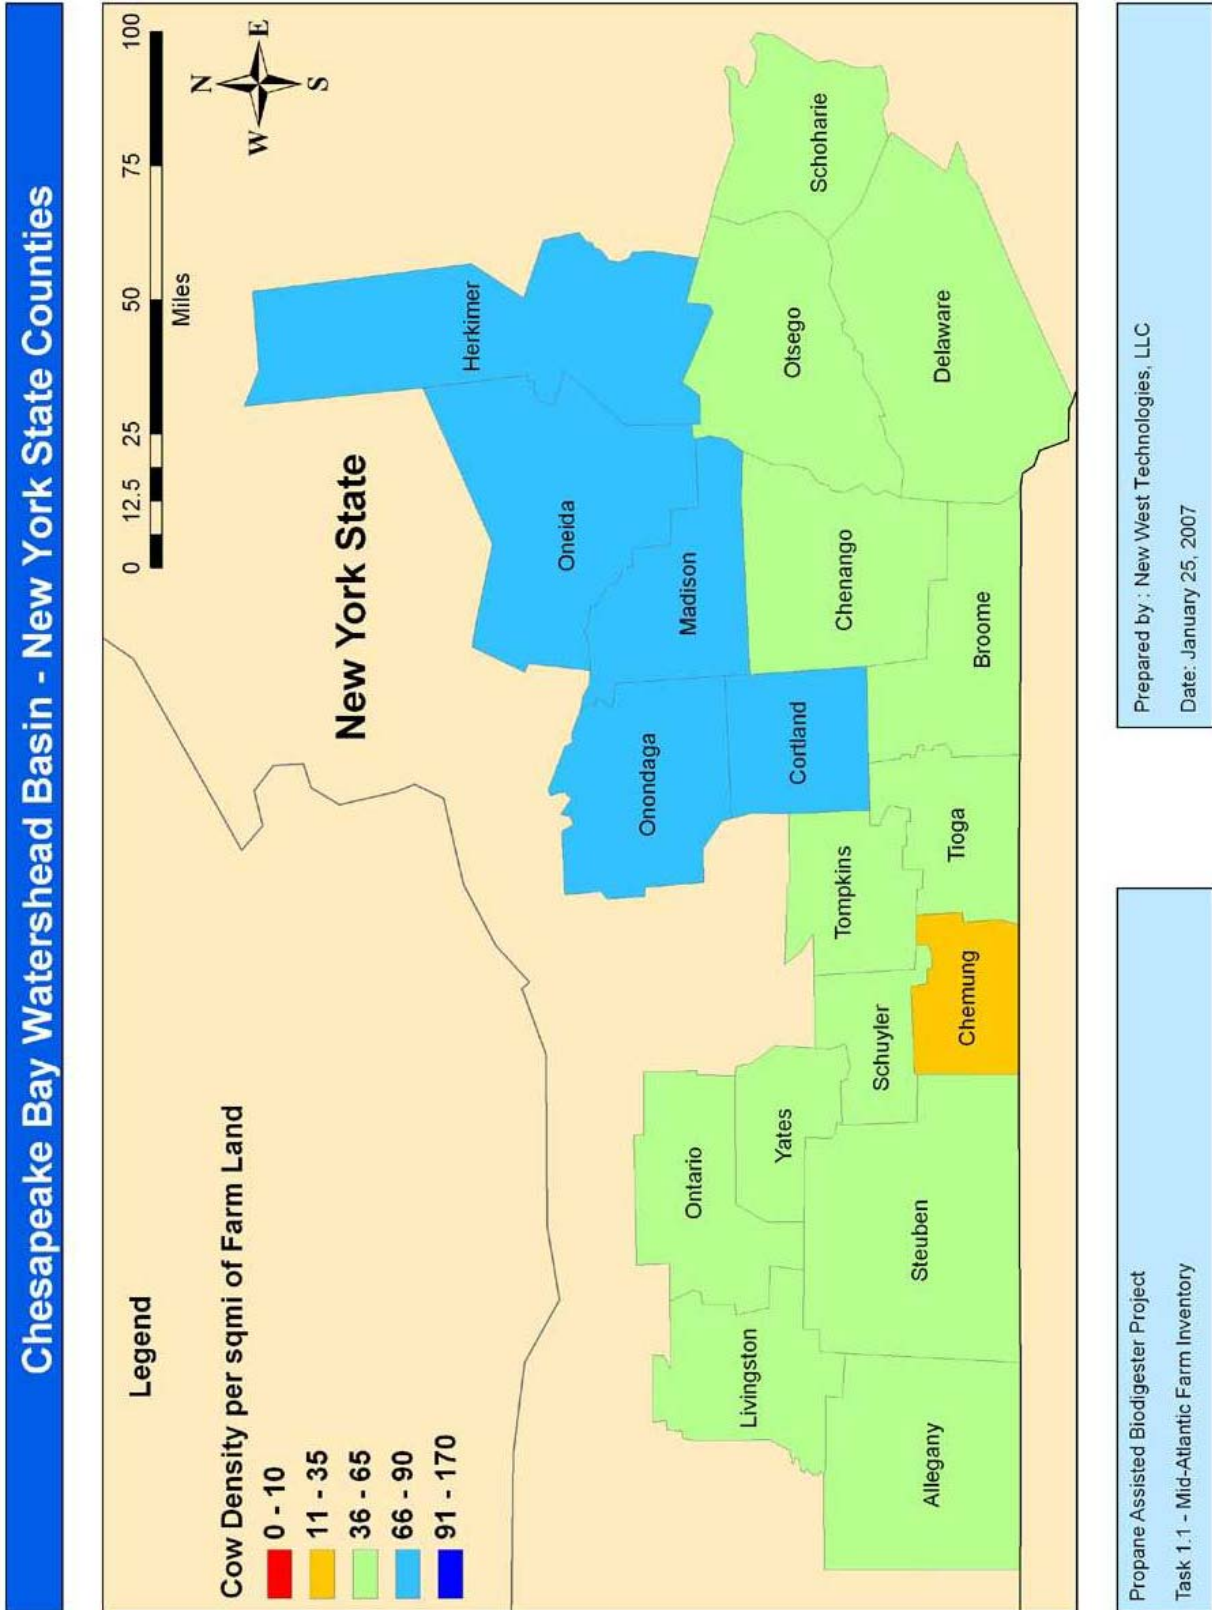 Chesapeake Bay Watershed Basin - New York State Counties
Legend
Cow Density per sqmi of Farm Land
0 - 10
11 - 35
36 - 65
66 - 90
91 - 170
0 12.5 25 50 75 100
Miles
N
W E
S
New York State
Herkimer
Oneida
Onondaga
Madison
Ontario
Livingston
Yates
Cortland
Otsego
Schoharie
Tompkins
Chenango
Schuyler
Allegany
Steuben
Chemung
Tioga
Broome
Delaware
Propane Assisted Biodigester Project
Task 1.1 - Mid-Atlantic Farm Inventory
Prepared by : New West Technologies, LLC
Date: January 25, 2007